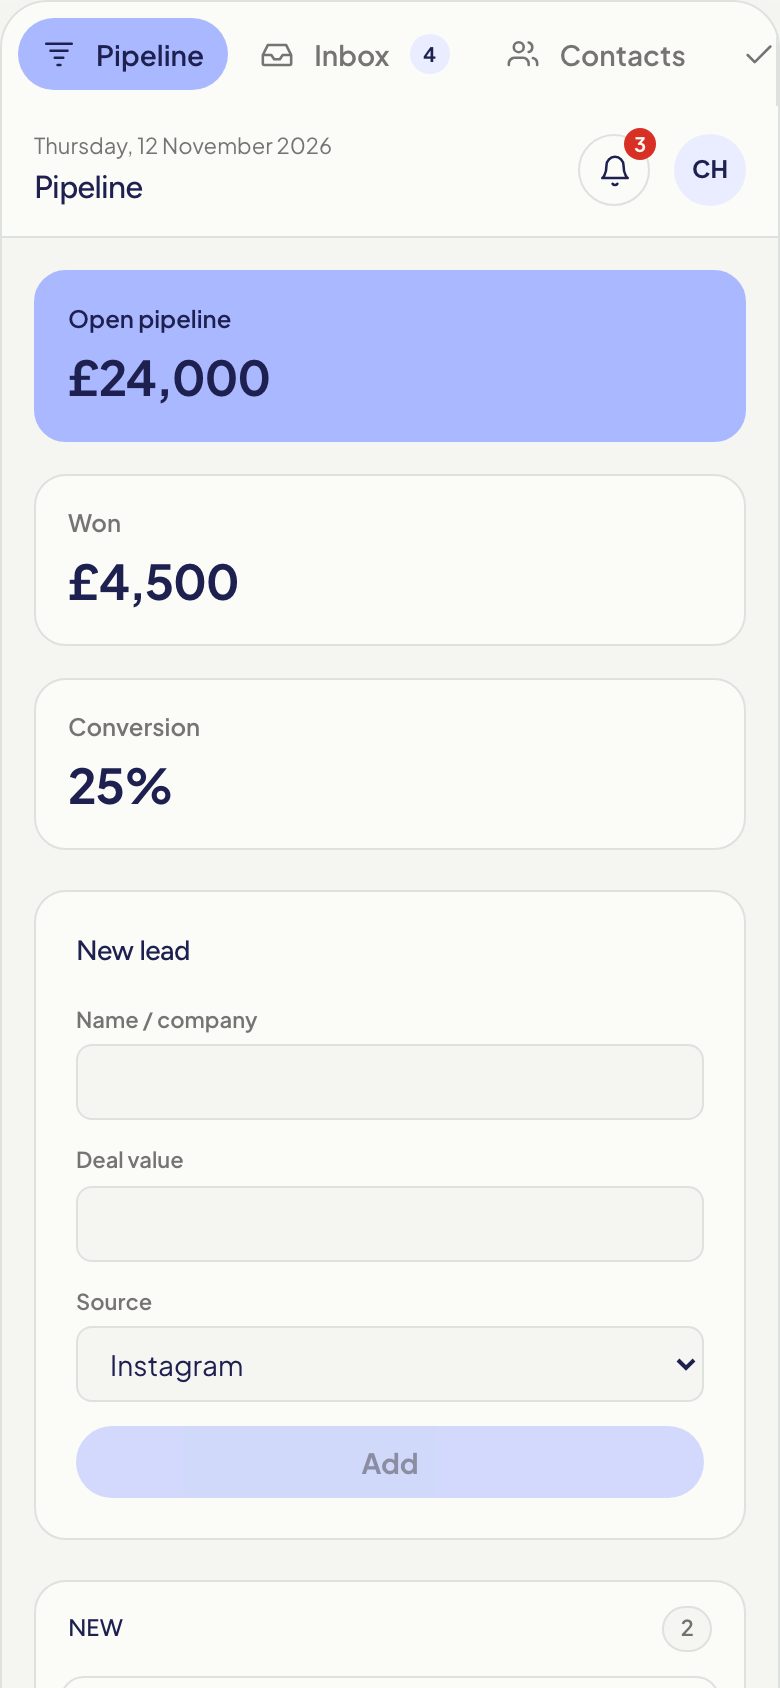 Pipeline Inbox 4 Contacts
Thursday, 12 November 2026
Pipeline
3
CH
Open pipeline
£24,000
Won
£4,500
Conversion
25%
New lead
Name / company
Deal value
Source
Instagram
Add
NEW 2